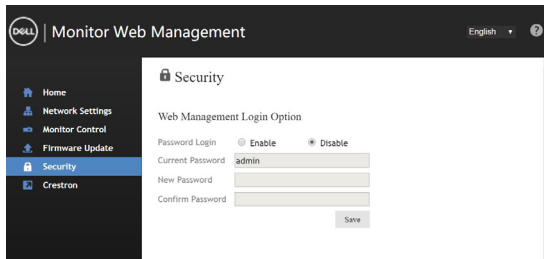 DELL | Monitor Web Management
English
?
Home
Network Settings
Monitor Control
Firmware Update
Security
Crestron
Security
Web Management Login Option
Password Login Enable Disable
Current Password admin
New Password
Confirm Password
Save